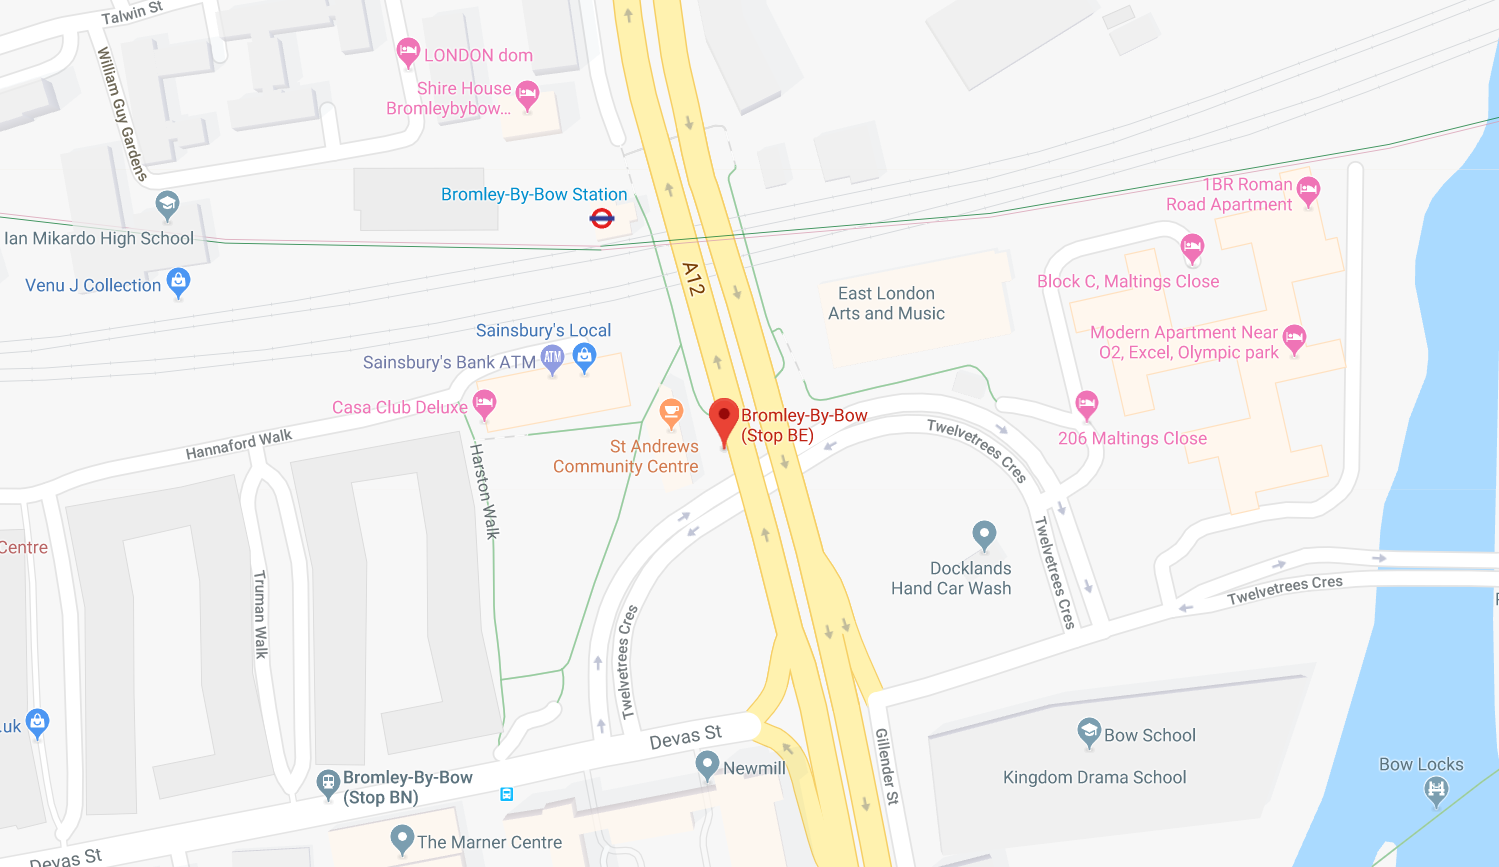 Talwin St
William Guy Gardens
LONDON dom
Shire House
Bromleybybow...
Bromley-By-Bow Station
Ian Mikardo High School
Venu J Collection
A12
1BR Roman
Road Apartment
Block C, Maltings Close
East London
Arts and Music
Modern Apartment Near
O2, Excel, Olympic park
Sainsbury's Local
Sainsbury's Bank ATM
ATM
Casa Club Deluxe
Hannaford Walk
Harston Walk
St Andrews
Community Centre
Bromley-By-Bow
(Stop BE)
206 Maltings Close
Twelvetrees Cres
Twelvetrees Cres
Centre
Truman Walk
Docklands
Hand Car Wash
Twelvetrees Cres
Twelvetrees Cres
.uk
Devas St
Newmill
Gillender St
Bow School
Kingdom Drama School
Bow Locks
Bromley-By-Bow
(Stop BN)
The Marner Centre
Devas St